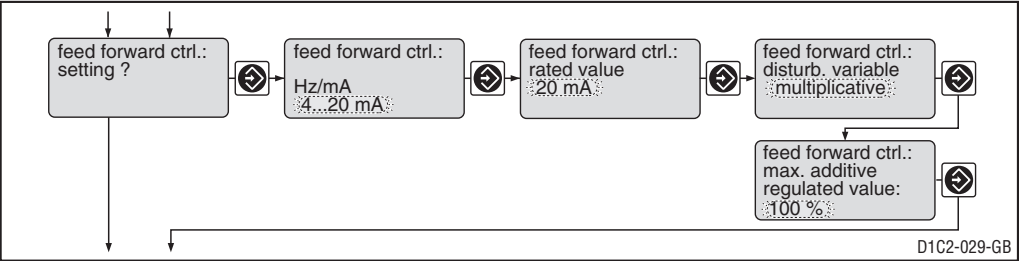 feed forward ctrl.:
setting ?
feed forward ctrl.:
Hz/mA
4...20 mA
feed forward ctrl.:
rated value
20 mA
feed forward ctrl.:
disturb. variable
multiplicative
feed forward ctrl.:
max. additive
regulated value:
100 %
D1C2-029-GB